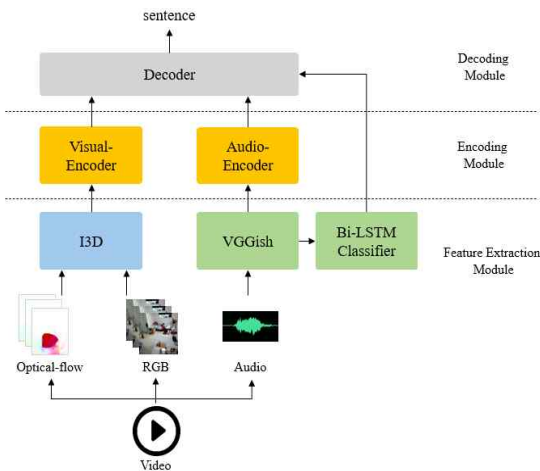 sentence
Decoder
Decoding
Module
Visual-
Encoder
Audio-
Encoder
Encoding
Module
I3D
VGGish
Bi-LSTM
Classifier
Feature Extraction
Module
Optical-flow
RGB
Audio
Video